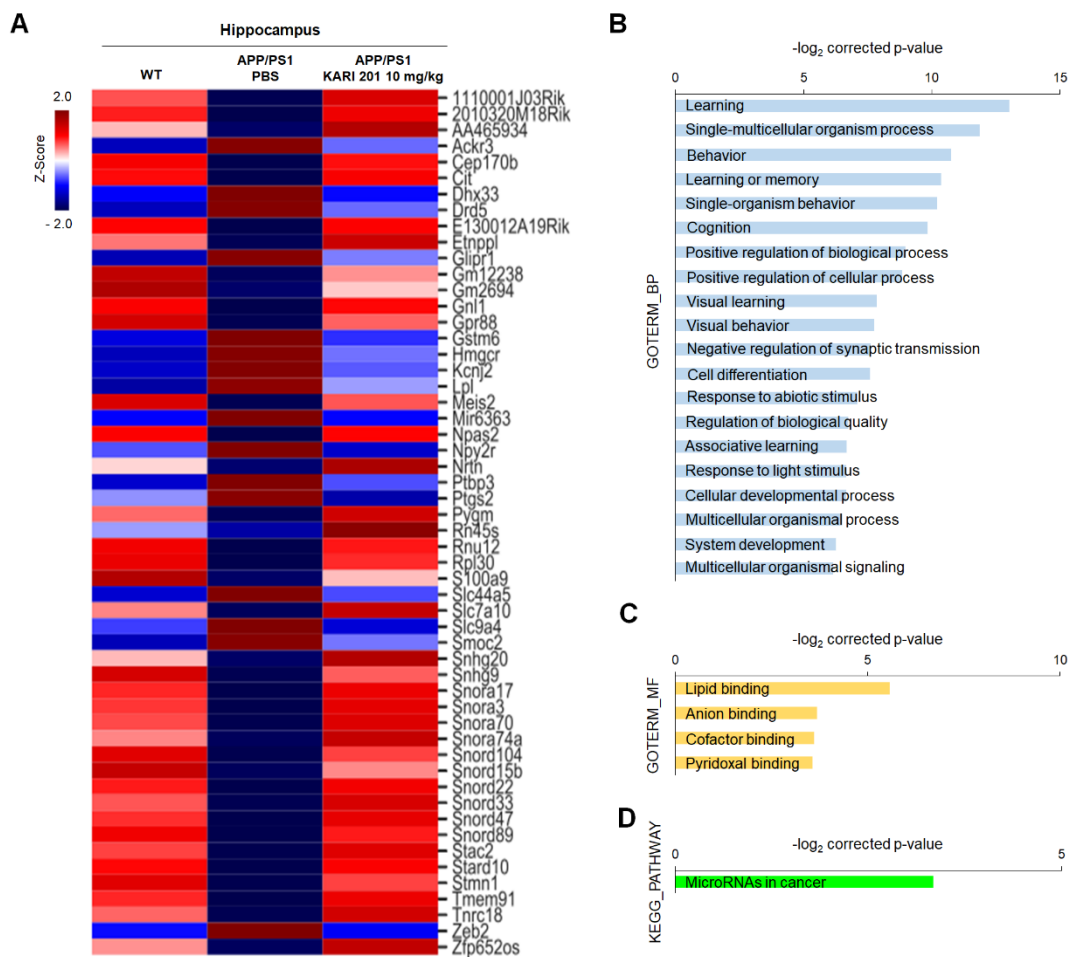 A
Hippocampus
WT
APP/PS1
PBS
APP/PS1
KARI 201 10 mg/kg
2.0
Z-Score
- 2.0
1110001J03Rik
2010320M18Rik
AA465934
Ackr3
Cep170b
Cit
Dhx33
Drd5
E130012A19Rik
Etnppl
Glipr1
Gm12238
Gm2694
Gnl1
Gpr88
Gstm6
Hmgcr
Kcnj2
Lpl
Meis2
Mir6363
Npas2
Npy2r
Nrtn
Ptbp3
Ptgs2
Pygm
Rn45s
Rnu12
Rpl30
S100a9
Slc44a5
Slc7a10
Slc9a4
Smoc2
Snhg20
Snhg9
Snora17
Snora3
Snora70
Snora74a
Snord104
Snord15b
Snord22
Snord33
Snord47
Snord89
Stac2
Stard10
Stmn1
Tmem91
Tnrc18
Zeb2
Zfp652os
B
-log2 corrected p-value
0 5 10 15
GOTERM_BP
Learning
Single-multicellular organism process
Behavior
Learning or memory
Single-organism behavior
Cognition
Positive regulation of biological process
Positive regulation of cellular process
Visual learning
Visual behavior
Negative regulation of synaptic transmission
Cell differentiation
Response to abiotic stimulus
Regulation of biological quality
Associative learning
Response to light stimulus
Cellular developmental process
Multicellular organismal process
System development
Multicellular organismal signaling
C
-log2 corrected p-value
0 5 10
GOTERM_MF
Lipid binding
Anion binding
Cofactor binding
Pyridoxal binding
D
-log2 corrected p-value
0 5
KEGG_PATHWAY
MicroRNAs in cancer